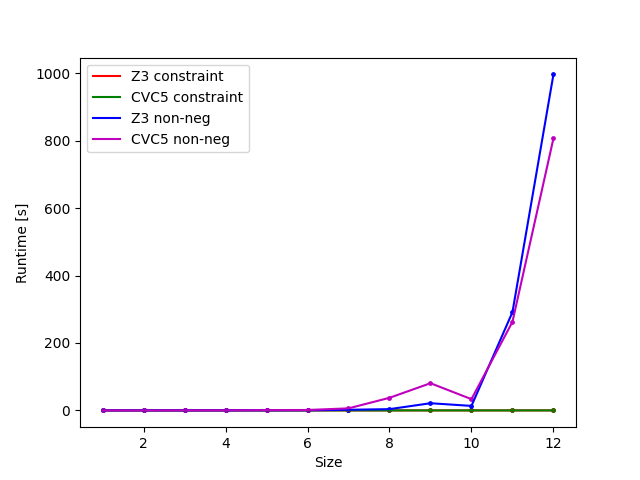 Z3 constraint
CVC5 constraint
Z3 non-neg
CVC5 non-neg
1000
800
600
400
200
0
Runtime [s]
2 4 6 8 10 12
Size